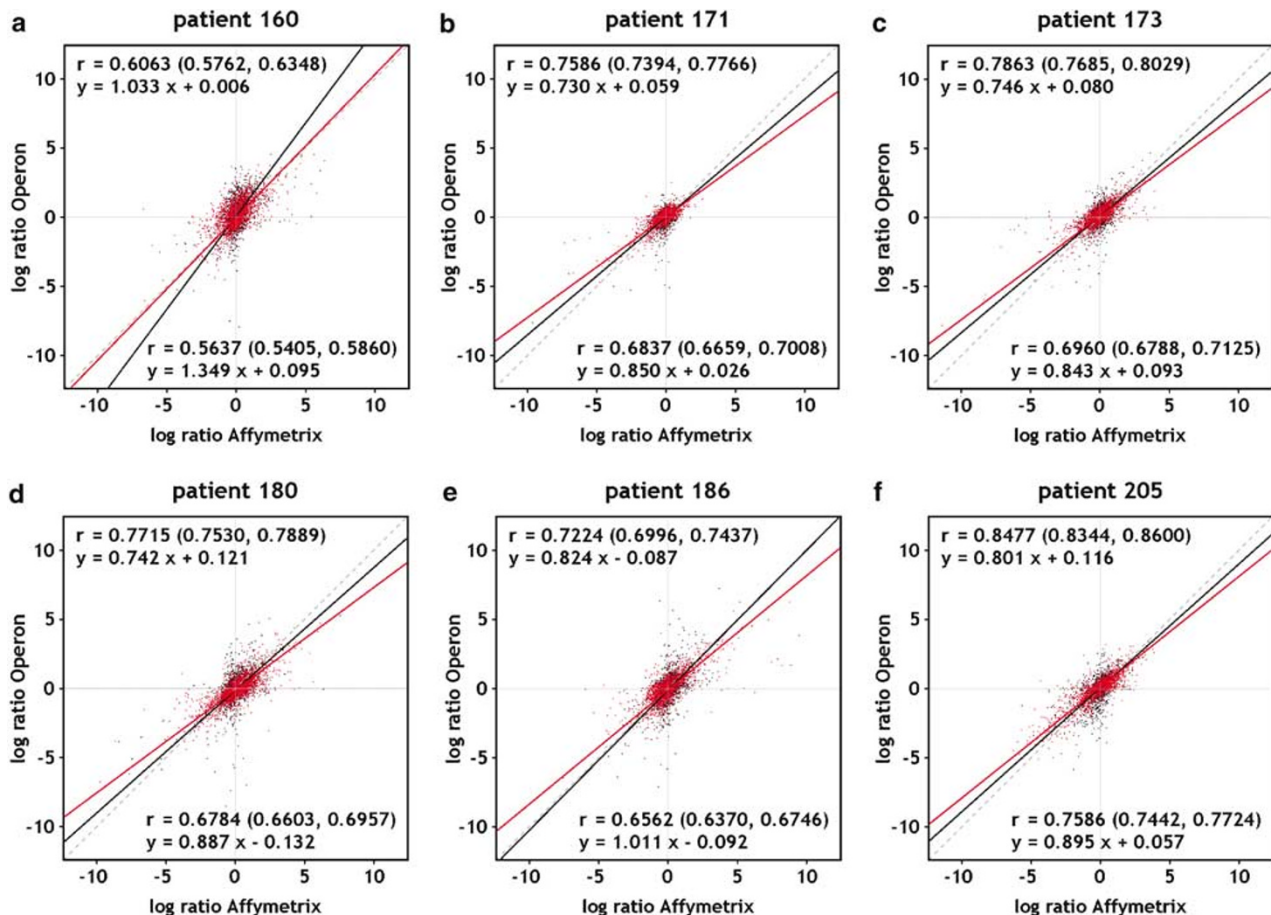 a
patient 160
r = 0.6063 (0.5762, 0.6348)
y = 1.033 x + 0.006
10
5
0
-5
-10
log ratio Operon
r = 0.5637 (0.5405, 0.5860)
y = 1.349 x + 0.095
-10 -5 0 5 10
log ratio Affymetrix
b
patient 171
r = 0.7586 (0.7394, 0.7766)
y = 0.730 x + 0.059
10
5
0
-5
-10
log ratio Operon
r = 0.6837 (0.6659, 0.7008)
y = 0.850 x + 0.026
-10 -5 0 5 10
log ratio Affymetrix
c
patient 173
r = 0.7863 (0.7685, 0.8029)
y = 0.746 x + 0.080
10
5
0
-5
-10
log ratio Operon
r = 0.6960 (0.6788, 0.7125)
y = 0.843 x + 0.093
-10 -5 0 5 10
log ratio Affymetrix
d
patient 180
r = 0.7715 (0.7530, 0.7889)
y = 0.742 x + 0.121
10
5
0
-5
-10
log ratio Operon
r = 0.6784 (0.6603, 0.6957)
y = 0.887 x - 0.132
-10 -5 0 5 10
log ratio Affymetrix
e
patient 186
r = 0.7224 (0.6996, 0.7437)
y = 0.824 x - 0.087
10
5
0
-5
-10
log ratio Operon
r = 0.6562 (0.6370, 0.6746)
y = 1.011 x - 0.092
-10 -5 0 5 10
log ratio Affymetrix
f
patient 205
r = 0.8477 (0.8344, 0.8600)
y = 0.801 x + 0.116
10
5
0
-5
-10
log ratio Operon
r = 0.7586 (0.7442, 0.7724)
y = 0.895 x + 0.057
-10 -5 0 5 10
log ratio Affymetrix